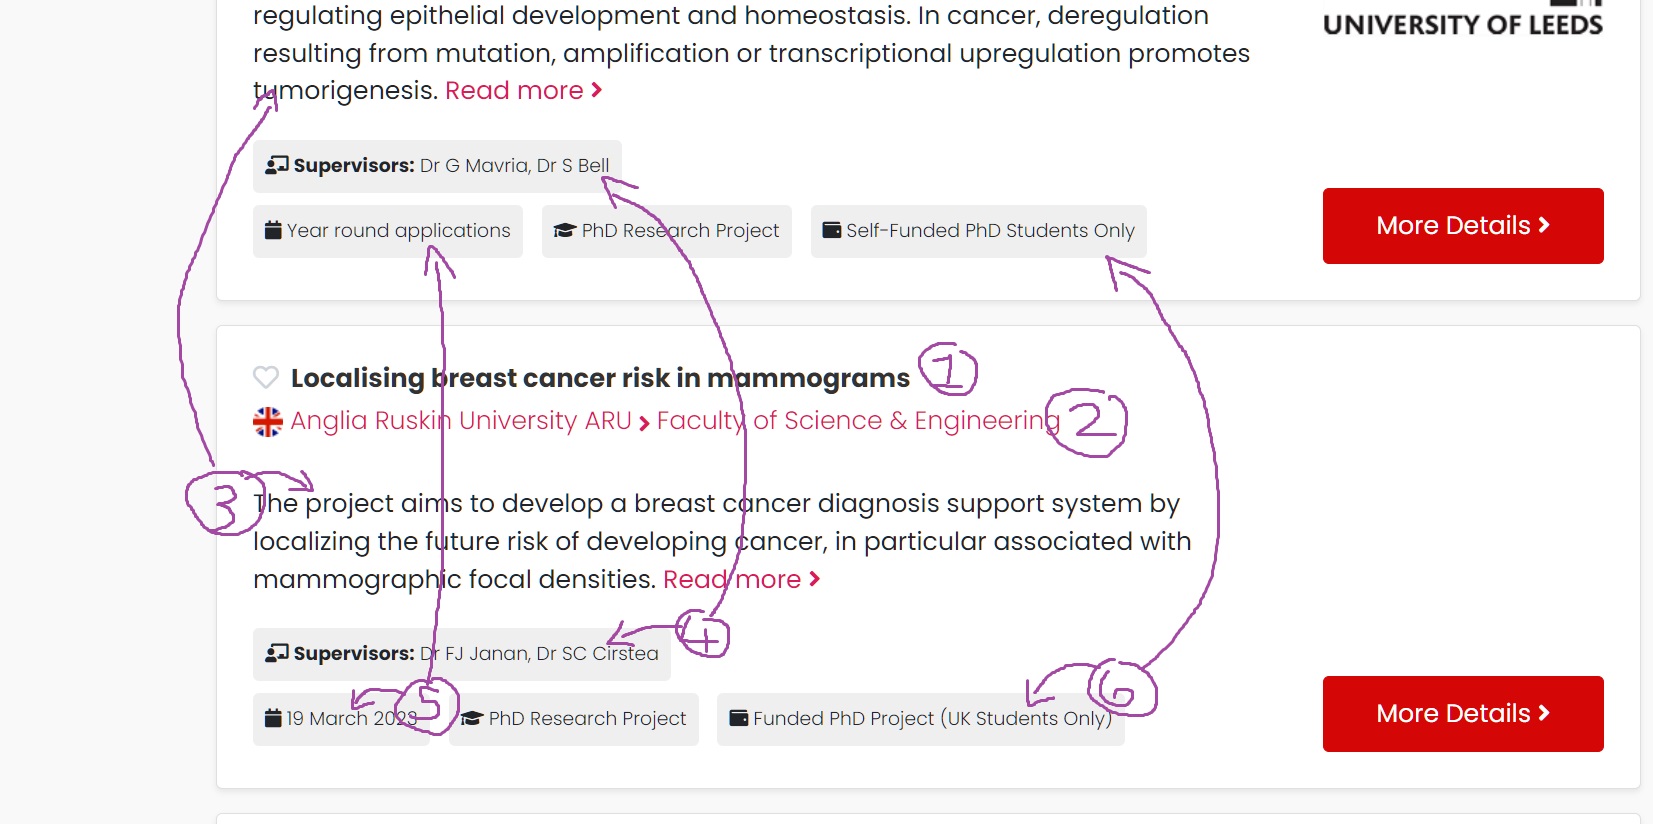 regulating epithelial development and homeostasis. In cancer, deregulation
UNIVERSITY OF LEEDS
resulting from mutation, amplification or transcriptional upregulation promotes
tumorigenesis. Read more
Supervisors: Dr G Mavria, Dr S Bell
Year round applications PhD Research Project Self-Funded PhD Students Only
More Details
Localising breast cancer risk in mammograms 1
Anglia Ruskin University ARU > Faculty of Science & Engineering 2
3 The project aims to develop a breast cancer diagnosis support system by
localizing the future risk of developing cancer, in particular associated with
mammographic focal densities. Read more
4
Supervisors: Dr FJ Janan, Dr SC Cirstea
5 6
19 March 2023 PhD Research Project Funded PhD Project (UK Students Only)
More Details